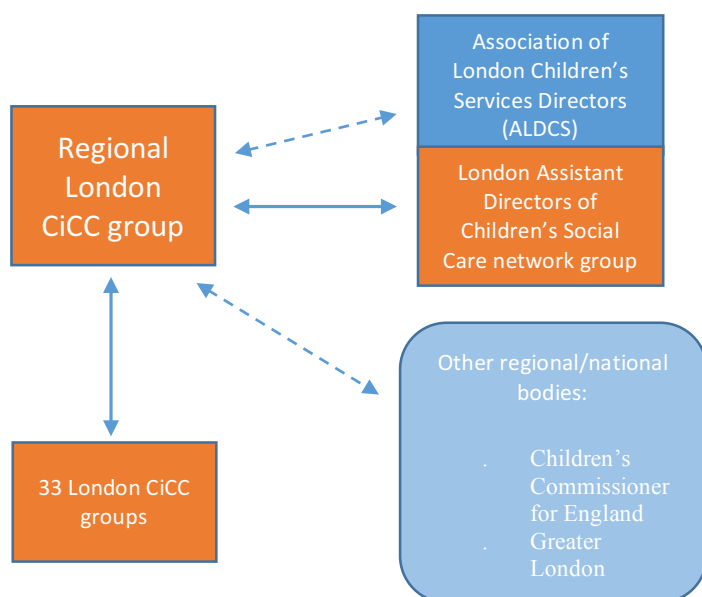 Association of
London Children’s
Services Directors
(ALDCS)
Regional
London
CiCC group
London Assistant
Directors of
Children’s Social
Care network group
Other regional/national
bodies:
. Children’s
Commissioner
for England
. Greater
London
33 London CiCC
groups